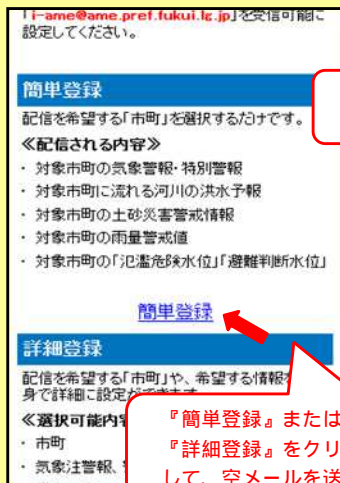 「i-ame@ame.pref.fukui.lg.jp」を受信可能に
設定してください。
簡単登録
配信を希望する「市町」を選択するだけです。
≪配信される内容≫
・ 対象市町の気象警報・特別警報
・ 対象市町に流れる河川の洪水予報
・ 対象市町の土砂災害警戒情報
・ 対象市町の雨量警戒値
・ 対象市町の「氾濫危険水位」「避難判断水位」
簡単登録
詳細登録
配信を希望する「市町」や、希望する情報を
身で詳細に設定ができます
≪選択可能内
・ 市町
・ 気象注警報、
『簡単登録』または
『詳細登録』をクリ
して、空メールを送